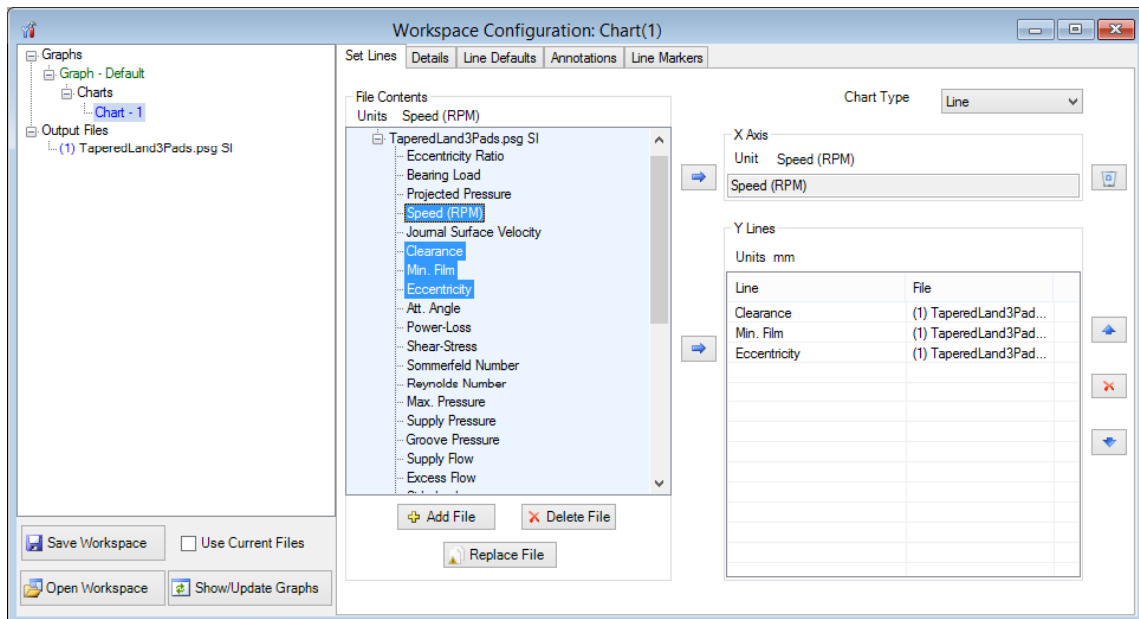 Workspace Configuration: Chart(1)
Graphs
Graph - Default
Charts
Chart - 1
Output Files
(1) TaperedLand3Pads.psg SI
Save Workspace
Use Current Files
Open Workspace
Show/Update Graphs
Set Lines Details Line Defaults Annotations Line Markers
File Contents
Units Speed (RPM)
TaperedLand3Pads.psg SI
Eccentricity Ratio
Bearing Load
Projected Pressure
Speed (RPM)
Journal Surface Velocity
Clearance
Min. Film
Eccentricity
Att. Angle
Power-Loss
Shear-Stress
Sommerfeld Number
Reynolds Number
Max. Pressure
Supply Pressure
Groove Pressure
Supply Flow
Excess Flow
Add File
Delete File
Replace File
Chart Type Line
X Axis
Unit Speed (RPM)
Speed (RPM)
Y Lines
Units mm
Line File
Clearance (1) TaperedLand3Pad...
Min. Film (1) TaperedLand3Pad...
Eccentricity (1) TaperedLand3Pad...